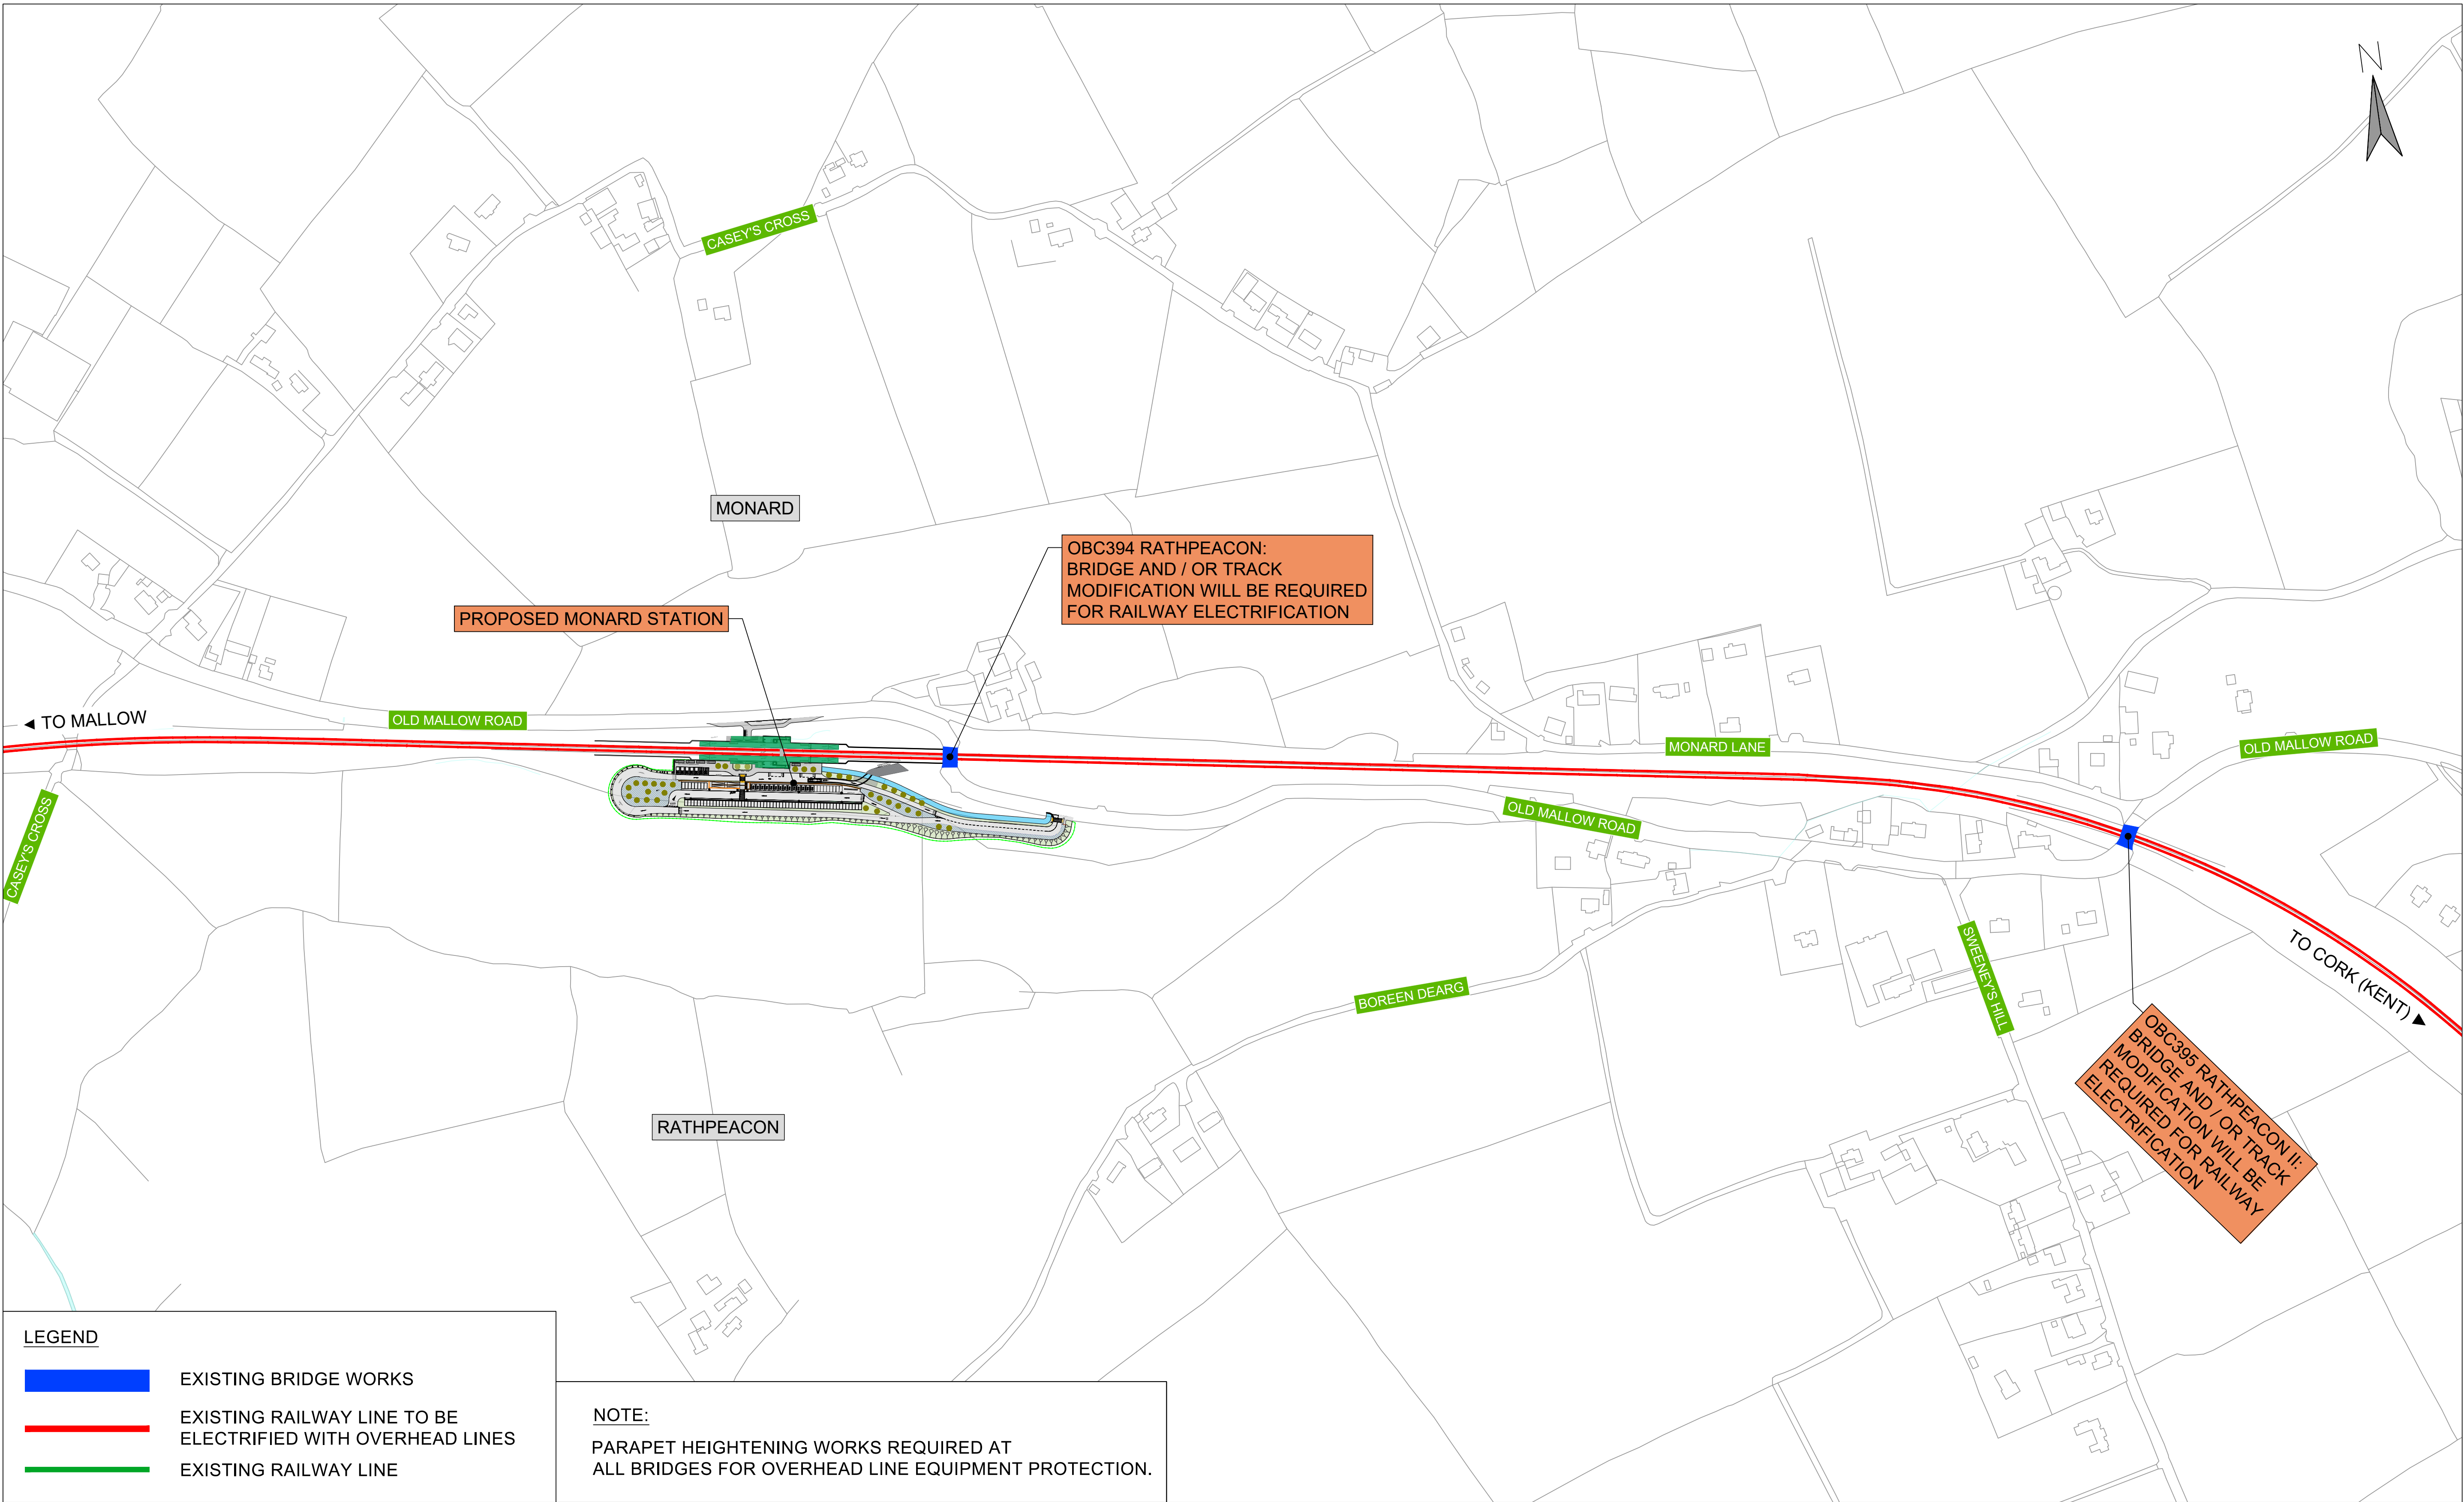 N
CASEY'S CROSS
MONARD
OBC394 RATHPEACON:
BRIDGE AND / OR TRACK
MODIFICATION WILL BE REQUIRED
FOR RAILWAY ELECTRIFICATION
PROPOSED MONARD STATION
◄ TO MALLOW
OLD MALLOW ROAD
MONARD LANE
OLD MALLOW ROAD
OLD MALLOW ROAD
CASEY'S CROSS
SWEENEY'S HILL
TO CORK (KENT) ►
BOREEN DEARG
OBC395 RATHPEACON II:
BRIDGE AND / OR TRACK
MODIFICATION WILL BE
REQUIRED FOR RAILWAY
ELECTRIFICATION
RATHPEACON
LEGEND
EXISTING BRIDGE WORKS
EXISTING RAILWAY LINE TO BE
ELECTRIFIED WITH OVERHEAD LINES
EXISTING RAILWAY LINE
NOTE:
PARAPET HEIGHTENING WORKS REQUIRED AT
ALL BRIDGES FOR OVERHEAD LINE EQUIPMENT PROTECTION.